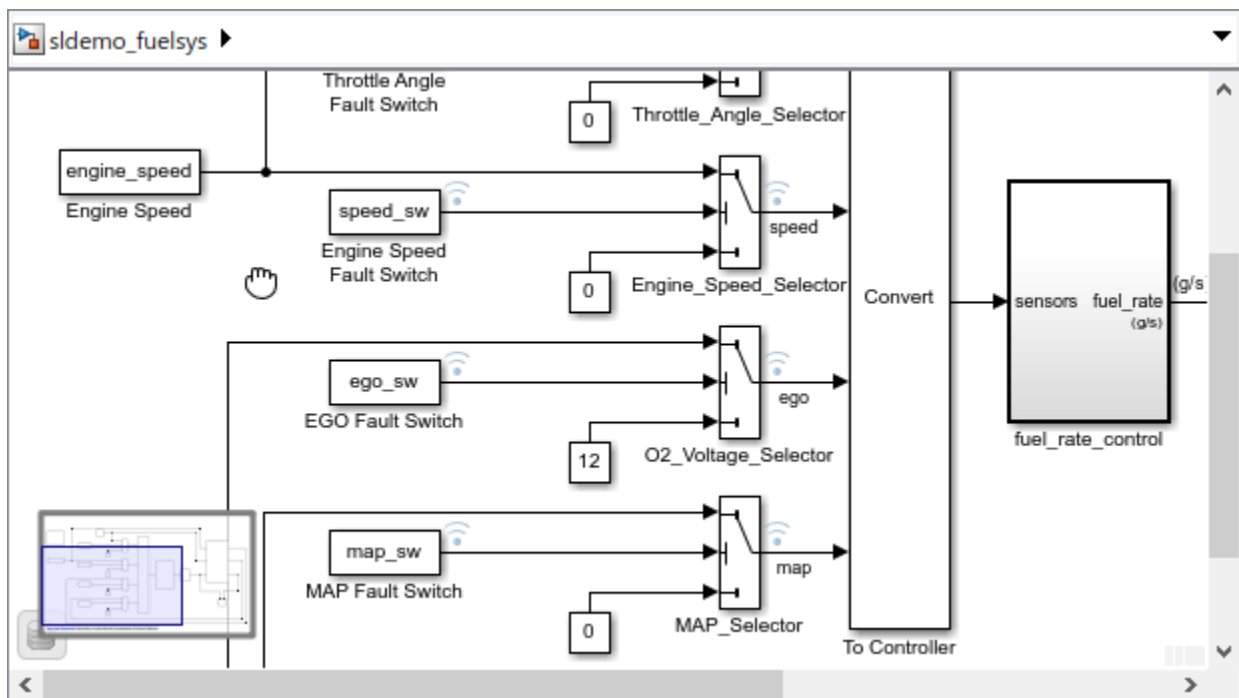 sldemo_fuelsys
Throttle Angle
Fault Switch
0
Throttle_Angle_Selector
engine_speed
Engine Speed
speed_sw
Engine Speed
Fault Switch
speed
0
Engine_Speed_Selector
Convert
sensors fuel_rate
(g/s)
(g/s)
fuel_rate_control
ego_sw
EGO Fault Switch
ego
12
O2_Voltage_Selector
map_sw
MAP Fault Switch
map
0
MAP_Selector
To Controller